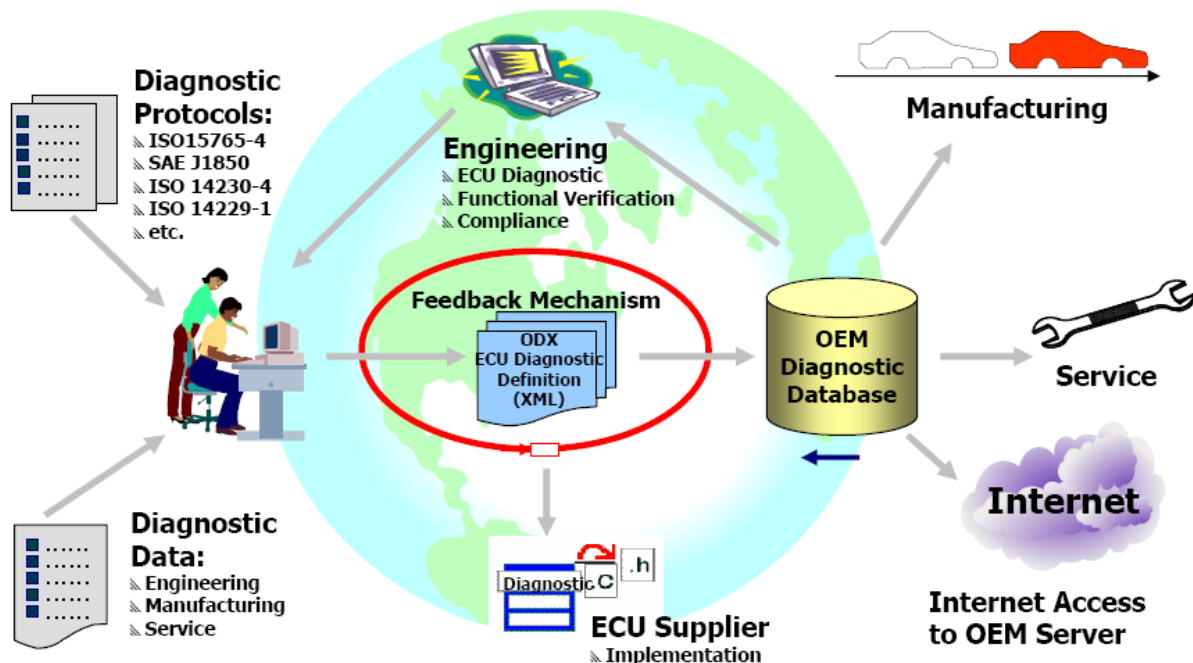 Diagnostic
Protocols:
ISO15765-4
SAE J1850
ISO 14230-4
ISO 14229-1
etc.
Engineering
ECU Diagnostic
Functional Verification
Compliance
Manufacturing
Feedback Mechanism
ODX
ECU Diagnostic
Definition
(XML)
OEM
Diagnostic
Database
Service
Internet
Internet Access
to OEM Server
Diagnostic
Data:
Engineering
Manufacturing
Service
Diagnostic
.C
.h
ECU Supplier
Implementation